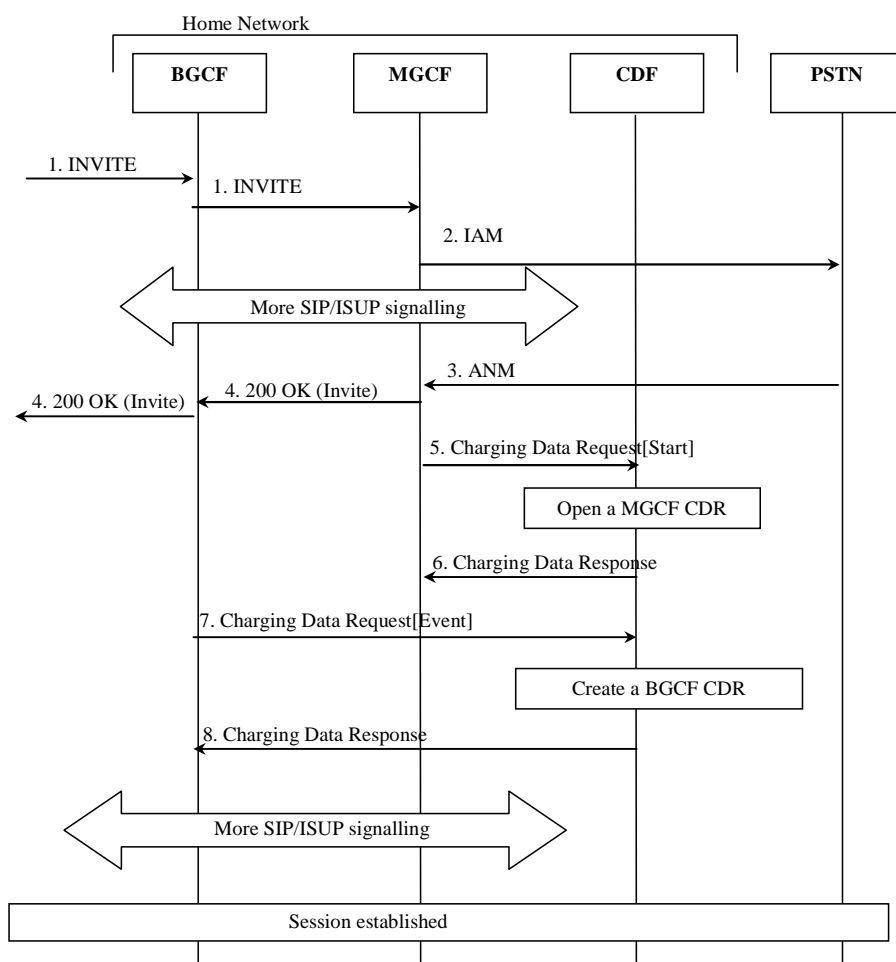 Home Network
BGCF
MGCF
CDF
PSTN
1. INVITE
1. INVITE
2. IAM
More SIP/ISUP signalling
3. ANM
4. 200 OK (Invite)
4. 200 OK (Invite)
5. Charging Data Request[Start]
Open a MGCF CDR
6. Charging Data Response
7. Charging Data Request[Event]
Create a BGCF CDR
8. Charging Data Response
More SIP/ISUP signalling
Session established